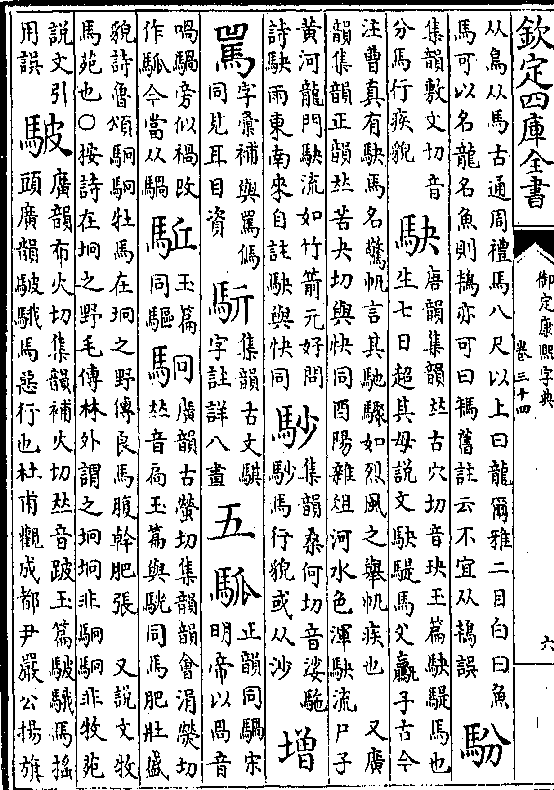 欽定四庫全書
御定康熙字典
卷三十四
六
从鳥从馬古通周禮馬八尺以上曰龍爾雅二目白曰魚
馬可以名龍名魚則鵠亦可曰䮩舊註云不宜从鵠誤
馚
集韻敷文切音
分馬行疾貌
駃
唐韻集韻𠀤古穴切音玦玉篇駃騠馬也
生七日超其母說文駃騠馬父臝子古今
注曹真有駃馬名驚帆言其馳驟如烈風之舉帆疾也 又廣
韻集韻正韻𠀤苦夬切與快同酉陽雜俎河水色渾駃流尸子
黄河龍門駃流如竹箭元好問
詩駃雨東南來自註駃與快同
集韻桑何切音娑
馬行貌或从沙
增
駡
字彙補與罵傌
同見耳目資
馸
集韻古文騏
字註詳八畫
五
𩢍
正韻同騧宋
明帝以咼音
喎騧旁似禍改
作𩢍今當从騧
駈
玉篇
同驅
駉
廣韻古螢切集韻韻會涓熒切
𠀤音扃玉篇與駫同馬肥壯盛
貌詩魯頌駉駉牡馬在坰之野傳良馬腹幹肥張 又說文牧
馬苑也○按詩在坰之野毛傳林外謂之坰坰非駉駉非牧苑
說文引
用誤
駊
廣韻布火切集韻補火切𠀤音跛玉篇駊騀馬搖
頭廣韻駊騀馬惡行也杜甫觀成都尹嚴公揚旗